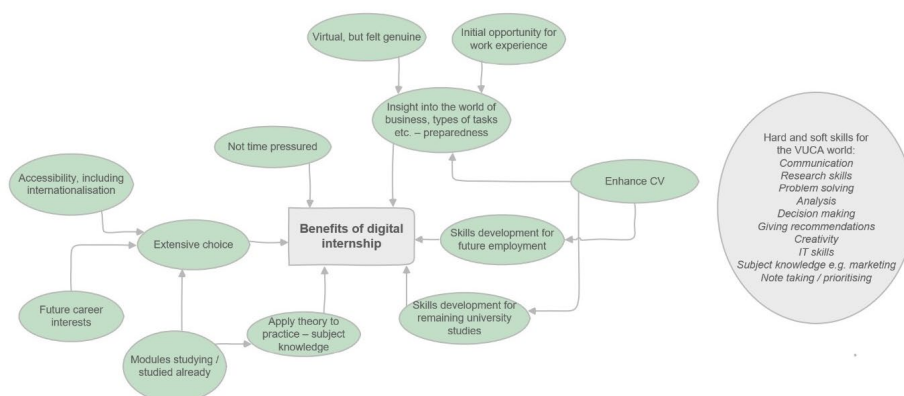 Virtual, but felt genuine
Initial opportunity for
work experience
Insight into the world of
business, types of tasks
etc. – preparedness
Not time pressured
Accessibility, including
internationalisation
Enhance CV
Benefits of digital
internship
Extensive choice
Skills development for
future employment
Future career
interests
Apply theory to
practice – subject
knowledge
Skills development for
remaining university
studies
Modules studying /
studied already
Hard and soft skills for
the VUCA world:
Communication
Research skills
Problem solving
Analysis
Decision making
Giving recommendations
Creativity
IT skills
Subject knowledge e.g. marketing
Note taking / prioritising